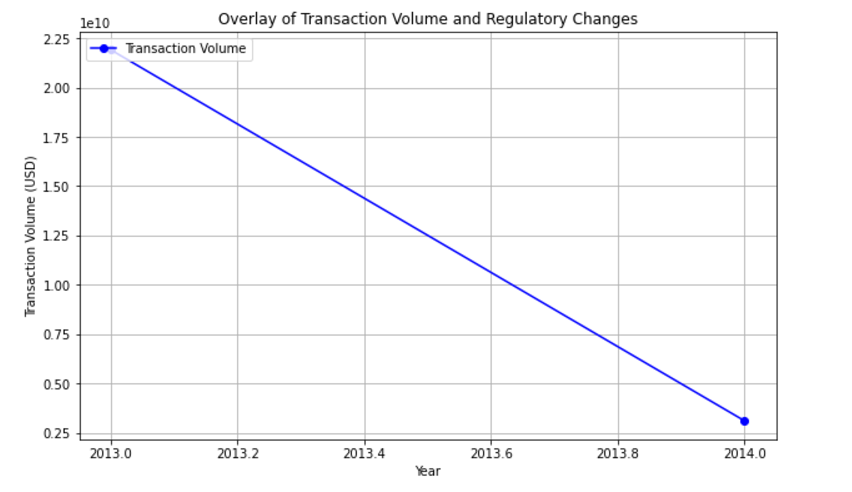 Overlay of Transaction Volume and Regulatory Changes
1e10
Transaction Volume
2.25
2.00
1.75
1.50
1.25
1.00
0.75
0.50
0.25
Transaction Volume (USD)
2013.0 2013.2 2013.4 2013.6 2013.8 2014.0
Year